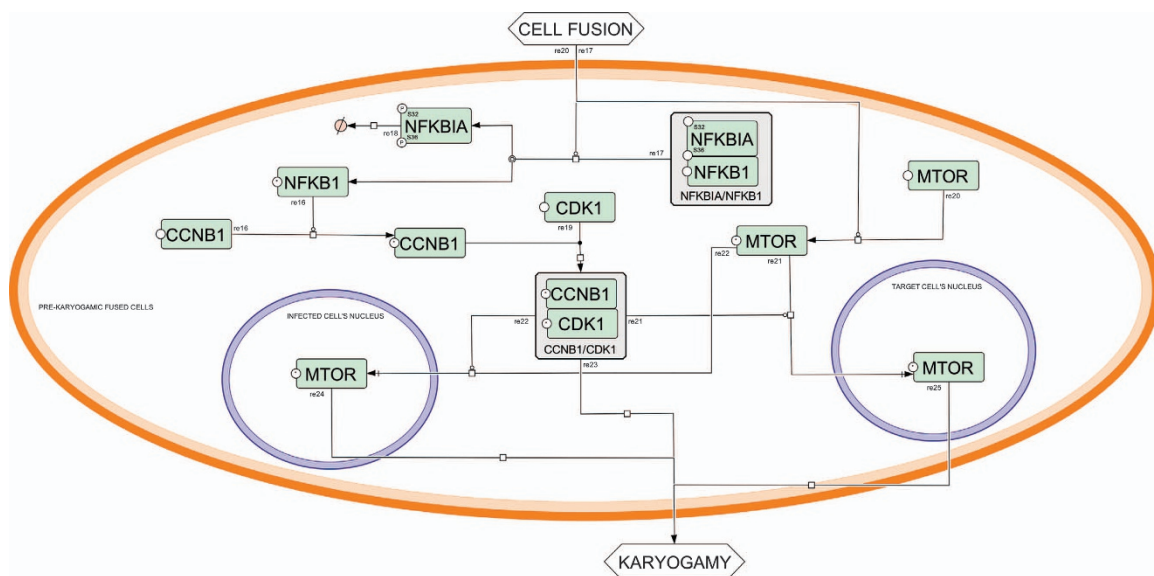 CELL FUSION
re20 re17
P
S32
NFKBIA
S36
P
re18
S32
NFKBIA
S36
NFKB1
NFKBIA/NFKB1
re17
NFKB1
re16
MTOR
re20
CDK1
re19
CCNB1
re16
CCNB1
MTOR
re22
re21
PRE-KARYOGAMIC FUSED CELLS
INFECTED CELL'S NUCLEUS
TARGET CELL'S NUCLEUS
CCNB1
CDK1
CCNB1/CDK1
re22
re21
re23
MTOR
re24
MTOR
re25
KARYOGAMY